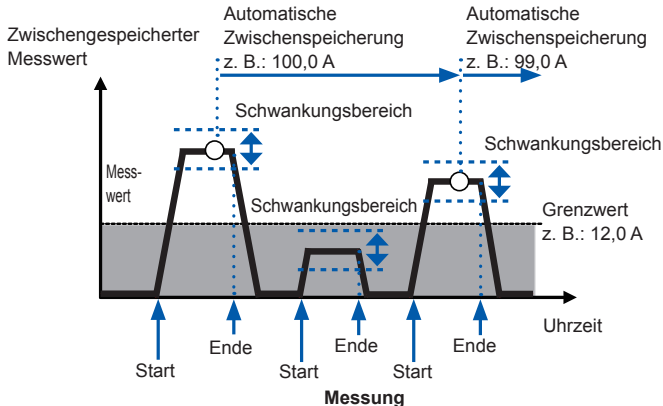 Zwischengespeicherter
Messwert
Automatische
Zwischenspeicherung
z. B.: 100,0 A
Automatische
Zwischenspeicherung
z. B.: 99,0 A
Schwankungsbereich
Schwankungsbereich
Mess-
wert
Schwankungsbereich
Grenzwert
z. B.: 12,0 A
Uhrzeit
Start
Ende
Start
Ende
Start
Ende
Messung